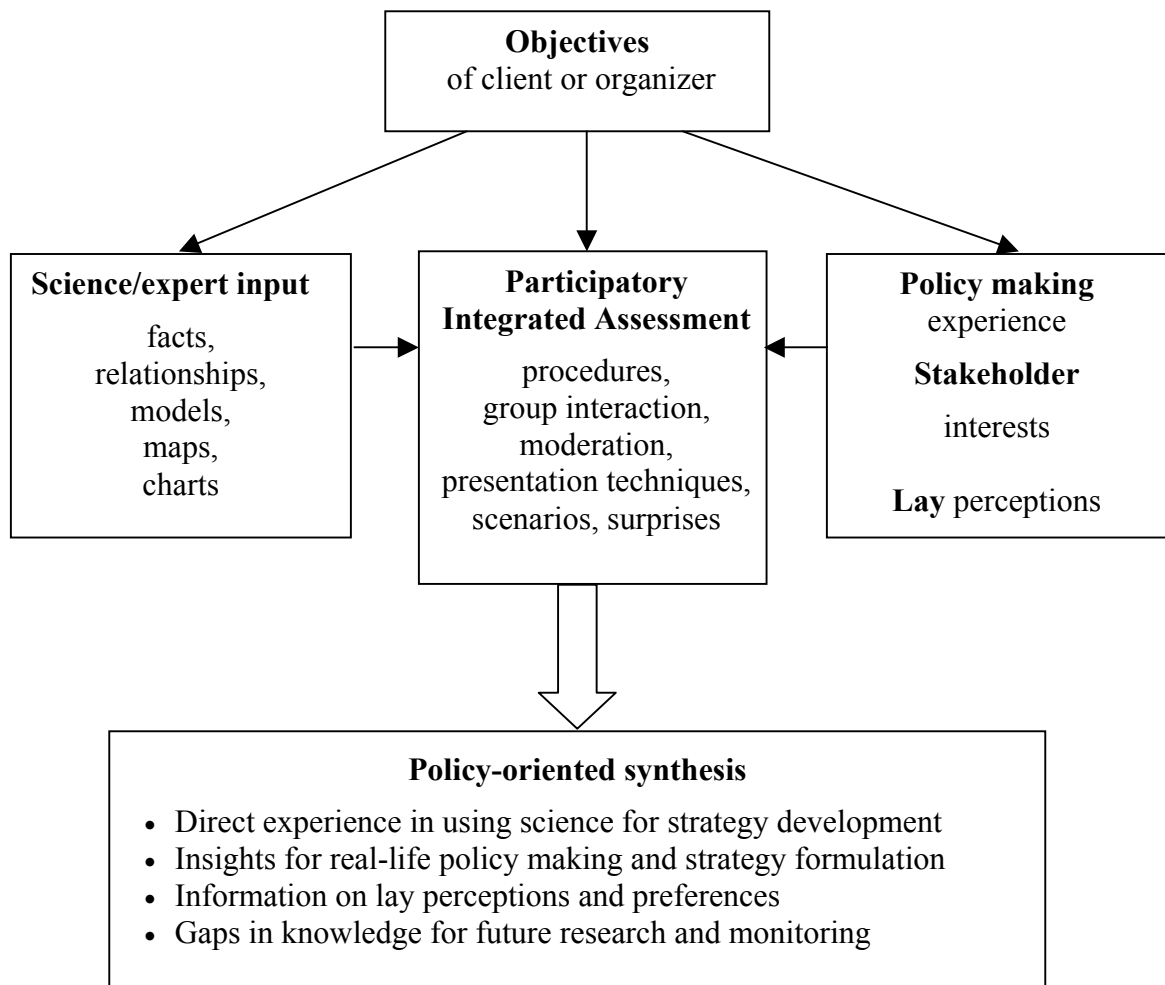 Objectives
of client or organizer
Science/expert input
facts,
relationships,
models,
maps,
charts
Participatory
Integrated Assessment
procedures,
group interaction,
moderation,
presentation techniques,
scenarios, surprises
Policy making
experience
Stakeholder
interests
Lay perceptions
Policy-oriented synthesis
• Direct experience in using science for strategy development
• Insights for real-life policy making and strategy formulation
• Information on lay perceptions and preferences
• Gaps in knowledge for future research and monitoring